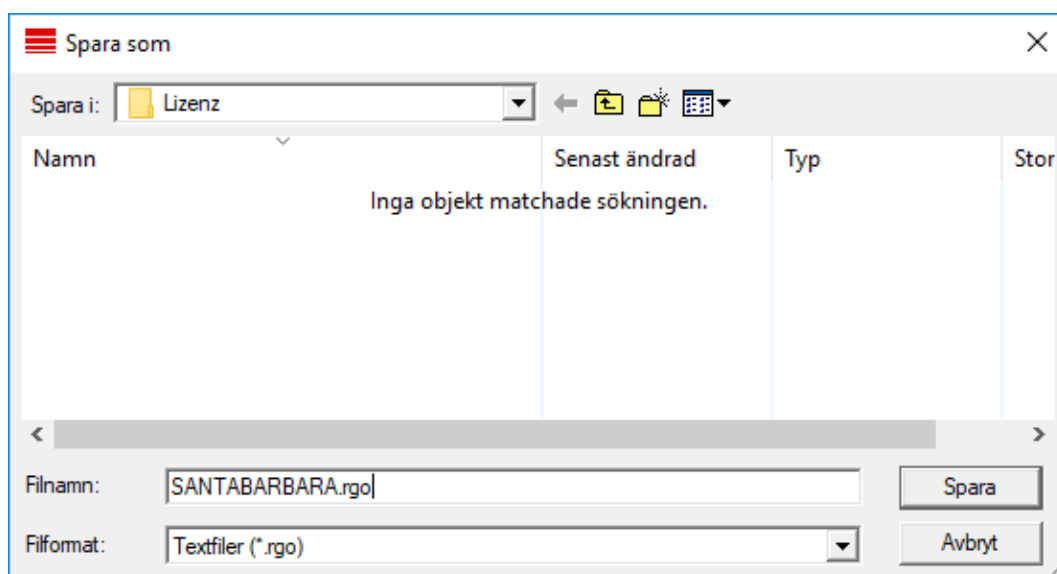 Spara som
Spara i: Lizenz
Namn Senast ändrad Typ Stor
Inga objekt matchade sökningen.
Filnamn: SANTABARBARA.rgo Spara
Filformat: Textfiler (*.rgo) Avbryt